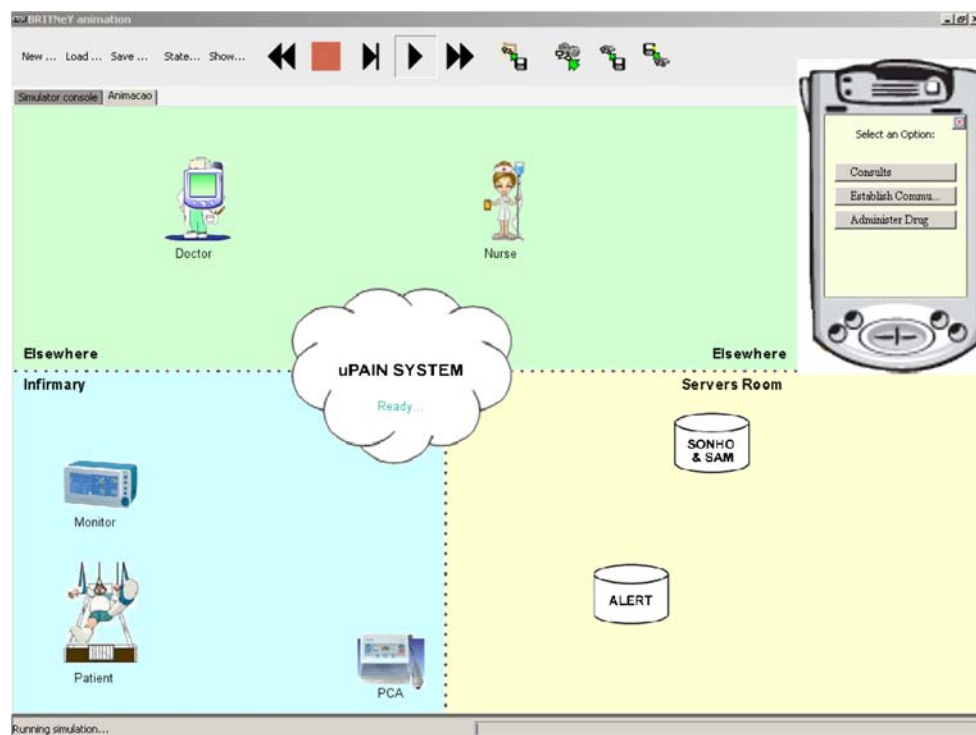 BRITNeY animation
New ... Load ... Save ... State... Show...
Simulator console Animacao
Select an Option:
Consults
Establish Commu...
Administer Drug
Doctor
Nurse
Elsewhere
Elsewhere
uPAIN SYSTEM
Ready...
Infirmary
Servers Room
SONHO
& SAM
Monitor
ALERT
Patient
PCA
Running simulation...